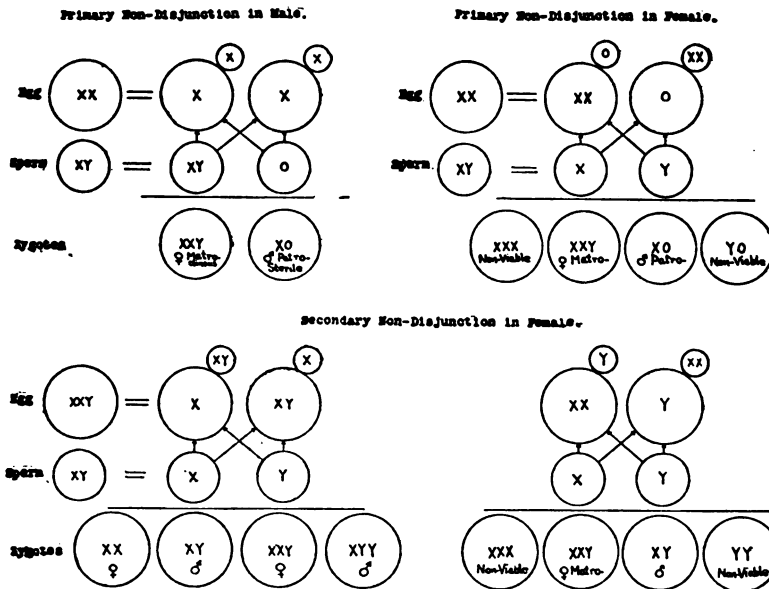 Primary Non-Disjunction in Male.
X X
Egg XX = X X
Sperm XY = XY O
Zygotes XXY ♀ Matro- XO ♂ Patro- Sterile
Primary Non-Disjunction in Female.
O XX
Egg XX = XX O
Sperm XY = X Y
XXX Non-Viable XXY ♀ Matro- XO ♂ Patro- YO Non-Viable
Secondary Non-Disjunction in Female.
XY X
Egg XXY = X XY
Sperm XY = X Y
Zygotes XX ♀ XY ♂ XXY ♀ XYY ♂
Y XX
XX Y
X Y
XXX Non-Viable XXY ♀ Matro- XY ♂ YY Non-Viable